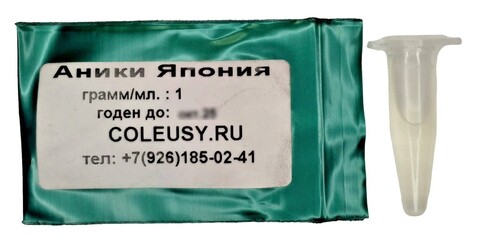 Аники Япония
грамм/мл. : 1
годен до:
COLEUSY.RU
тел: +7(926)185-02-41